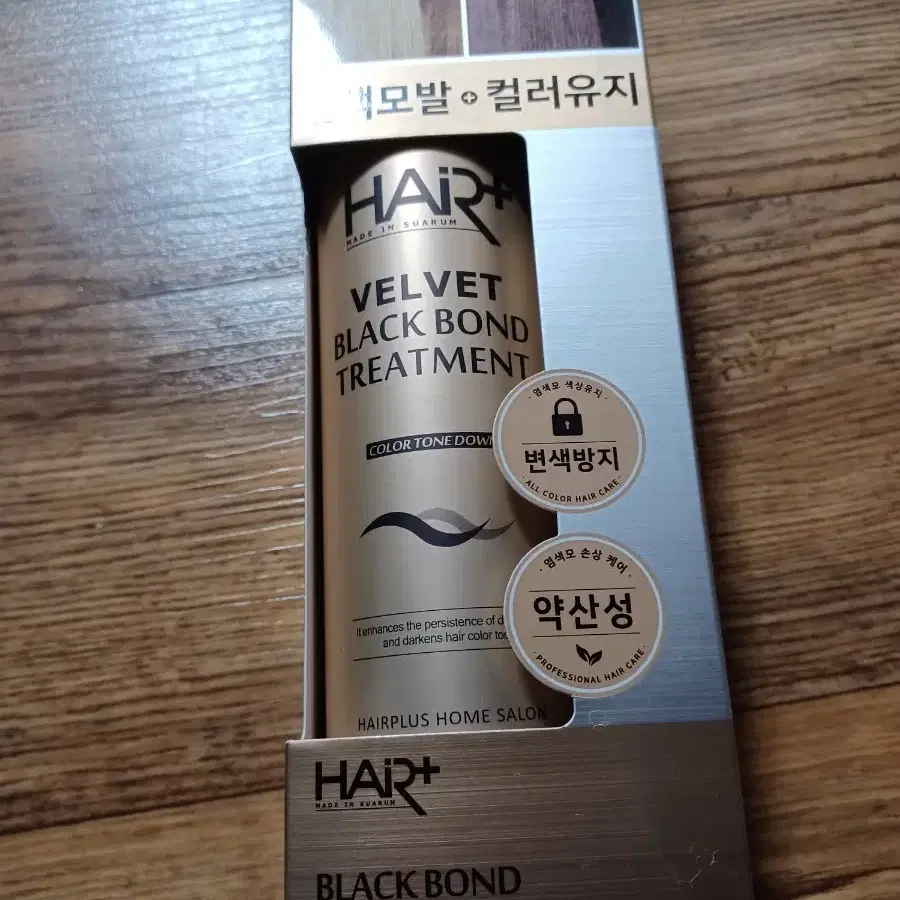 모발 + 컬러유지
HAiR+
MADE IN SUARUM
VELVET
BLACK BOND
TREATMENT
COLOR TONE DOWN
· 염색모 색상유지 ·
변색방지
· ALL COLOR HAIR CARE ·
· 염색모 손상 케어 ·
약산성
· PROFESSIONAL HAIR CARE ·
It enhances the persistence of
and darkens hair color
HAIRPLUS HOME SALON
HAiR+
MADE IN SUARUM
BLACK BOND